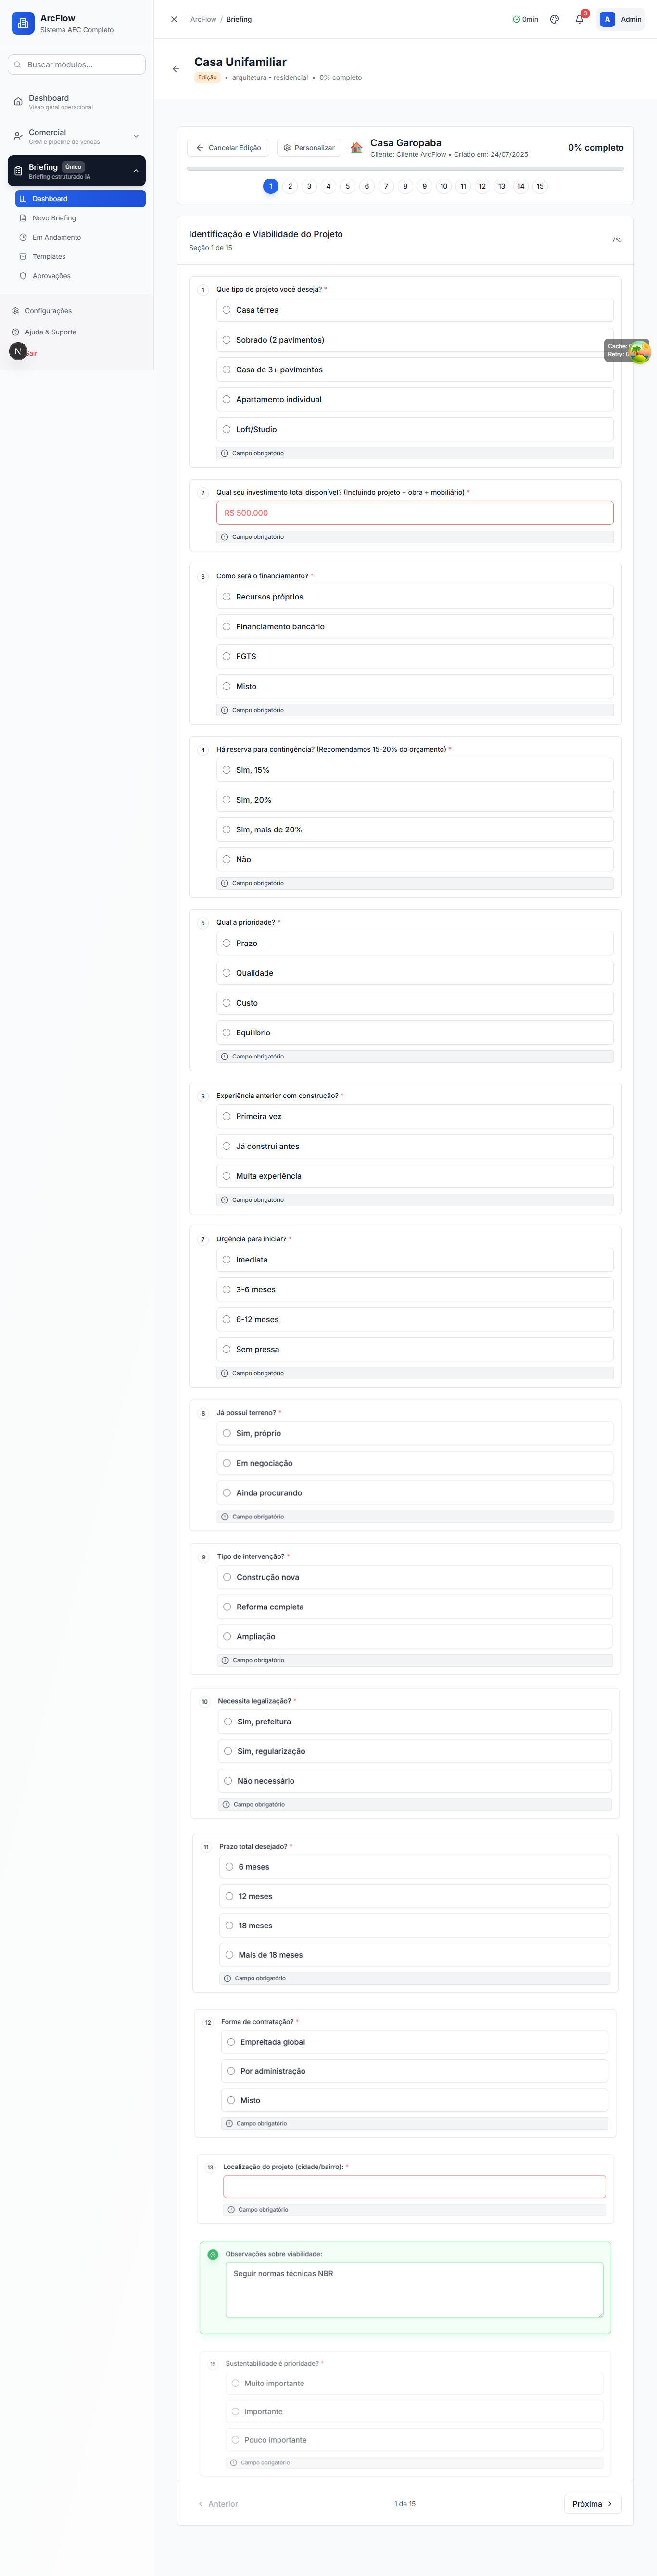 ArcFlow
Sistema AEC Completo
Buscar módulos...
Dashboard
Visão geral operacional
Comercial
CRM e pipeline de vendas
Briefing Único
Briefing estruturado IA
Dashboard
Novo Briefing
Em Andamento
Templates
Aprovações
Configurações
Ajuda & Suporte
N
ArcFlow / Briefing
0min
3
A Admin
Casa Unifamiliar
Edição • arquitetura - residencial • 0% completo
Cancelar Edição
Personalizar
Casa Garopaba
Cliente: Cliente ArcFlow • Criado em: 24/07/2025
0% completo
1 2 3 4 5 6 7 8 9 10 11 12 13 14 15
Identificação e Viabilidade do Projeto
Seção 1 de 15
7%
Cache:
Retry:
1 Que tipo de projeto você deseja? *
Casa térrea
Sobrado (2 pavimentos)
Casa de 3+ pavimentos
Apartamento individual
Loft/Studio
Campo obrigatório
2 Qual seu investimento total disponível? (Incluindo projeto + obra + mobiliário) *
R$ 500.000
Campo obrigatório
3 Como será o financiamento? *
Recursos próprios
Financiamento bancário
FGTS
Misto
Campo obrigatório
4 Há reserva para contingência? (Recomendamos 15-20% do orçamento) *
Sim, 15%
Sim, 20%
Sim, mais de 20%
Não
Campo obrigatório
5 Qual a prioridade? *
Prazo
Qualidade
Custo
Equilíbrio
Campo obrigatório
6 Experiência anterior com construção? *
Primeira vez
Já construí antes
Muita experiência
Campo obrigatório
7 Urgência para iniciar? *
Imediata
3-6 meses
6-12 meses
Sem pressa
Campo obrigatório
8 Já possui terreno? *
Sim, próprio
Em negociação
Ainda procurando
Campo obrigatório
9 Tipo de intervenção? *
Construção nova
Reforma completa
Ampliação
Campo obrigatório
10 Necessita legalização? *
Sim, prefeitura
Sim, regularização
Não necessário
Campo obrigatório
11 Prazo total desejado? *
6 meses
12 meses
18 meses
Mais de 18 meses
Campo obrigatório
12 Forma de contratação? *
Empreitada global
Por administração
Misto
Campo obrigatório
13 Localização do projeto (cidade/bairro): *
Campo obrigatório
Observações sobre viabilidade:
Seguir normas técnicas NBR
15 Sustentabilidade é prioridade? *
Muito importante
Importante
Pouco importante
Campo obrigatório
Anterior
1 de 15
Próxima